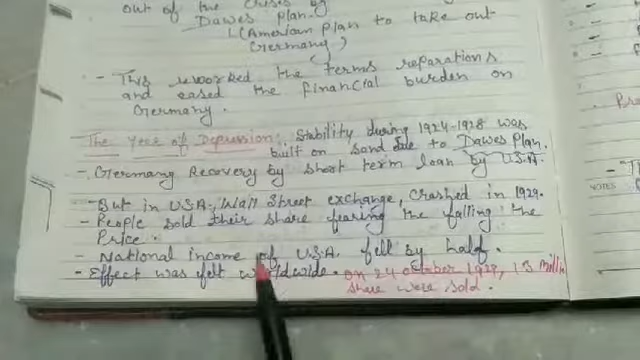 out of the crises by
Dawes Plan.
(American Plan to take out
Germany)
- This reworked the terms reparations
and eased the financial burden on
Germany.
The Year of Depression: Stability during 1924-1928 was
built on sand due to Dawes Plan.
- Germany Recovery by short term loan by U.S.A
- But in U.S.A., Wall Street exchange, crashed in 1929.
- People sold their share fearing the falling the
Price.
- National income of U.S.A. fell by half.
- Effect was felt worldwide. on 24 october 1929, 13 million
share were sold.
NOTES